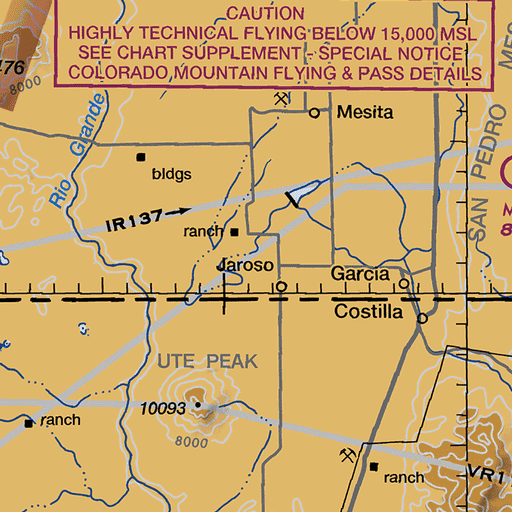 CAUTION
HIGHLY TECHNICAL FLYING BELOW 15,000 MSL
SEE CHART SUPPLEMENT - SPECIAL NOTICE
COLORADO MOUNTAIN FLYING & PASS DETAILS
476
8000
Mesita
Rio Grande
bldgs
SAN PEDRO MES
IR137→
ranch
M
8
Jaroso
Garcia
Costilla
UTE PEAK
10093
ranch
8000
ranch
VR1